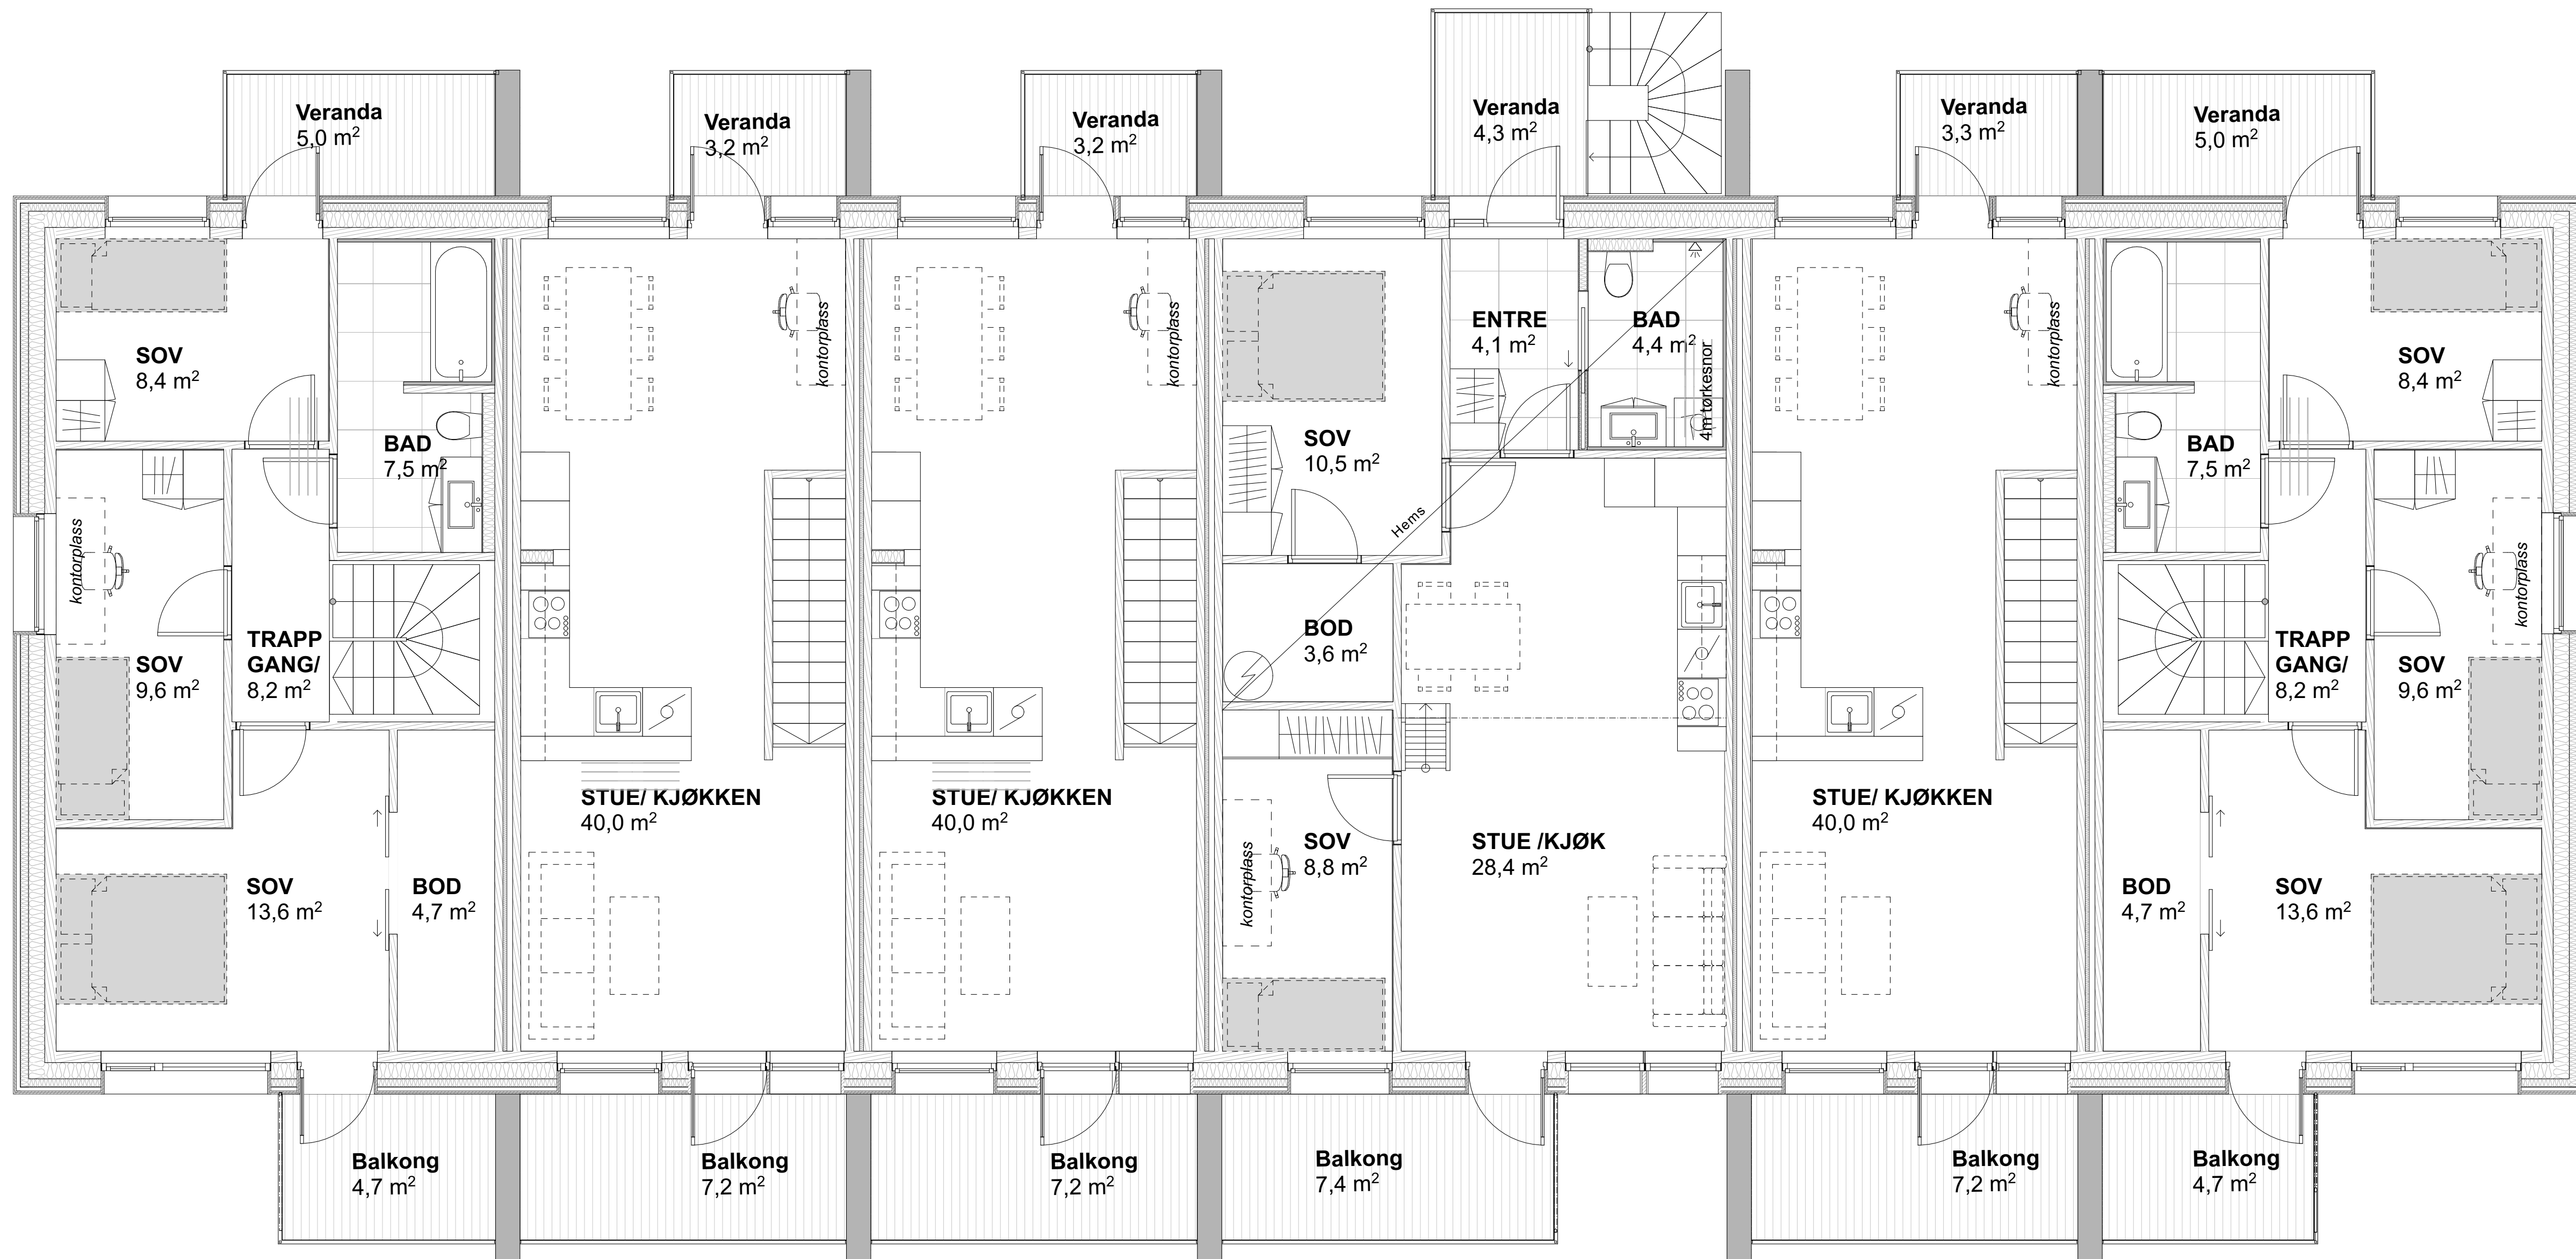 Veranda
5,0 m²
Veranda
3,2 m²
Veranda
3,2 m²
Veranda
4,3 m²
Veranda
3,3 m²
Veranda
5,0 m²
SOV
8,4 m²
BAD
7,5 m²
kontorplass
SOV
9,6 m²
TRAPP
GANG/
8,2 m²
SOV
13,6 m²
BOD
4,7 m²
kontorplass
STUE/ KJØKKEN
40,0 m²
kontorplass
STUE/ KJØKKEN
40,0 m²
SOV
10,5 m²
ENTRE
4,1 m²
BAD
4,4 m²
4m tørkesnor
Hems
BOD
3,6 m²
kontorplass
SOV
8,8 m²
STUE /KJØK
28,4 m²
kontorplass
STUE/ KJØKKEN
40,0 m²
BAD
7,5 m²
SOV
8,4 m²
TRAPP
GANG/
8,2 m²
kontorplass
SOV
9,6 m²
BOD
4,7 m²
SOV
13,6 m²
Balkong
4,7 m²
Balkong
7,2 m²
Balkong
7,2 m²
Balkong
7,4 m²
Balkong
7,2 m²
Balkong
4,7 m²